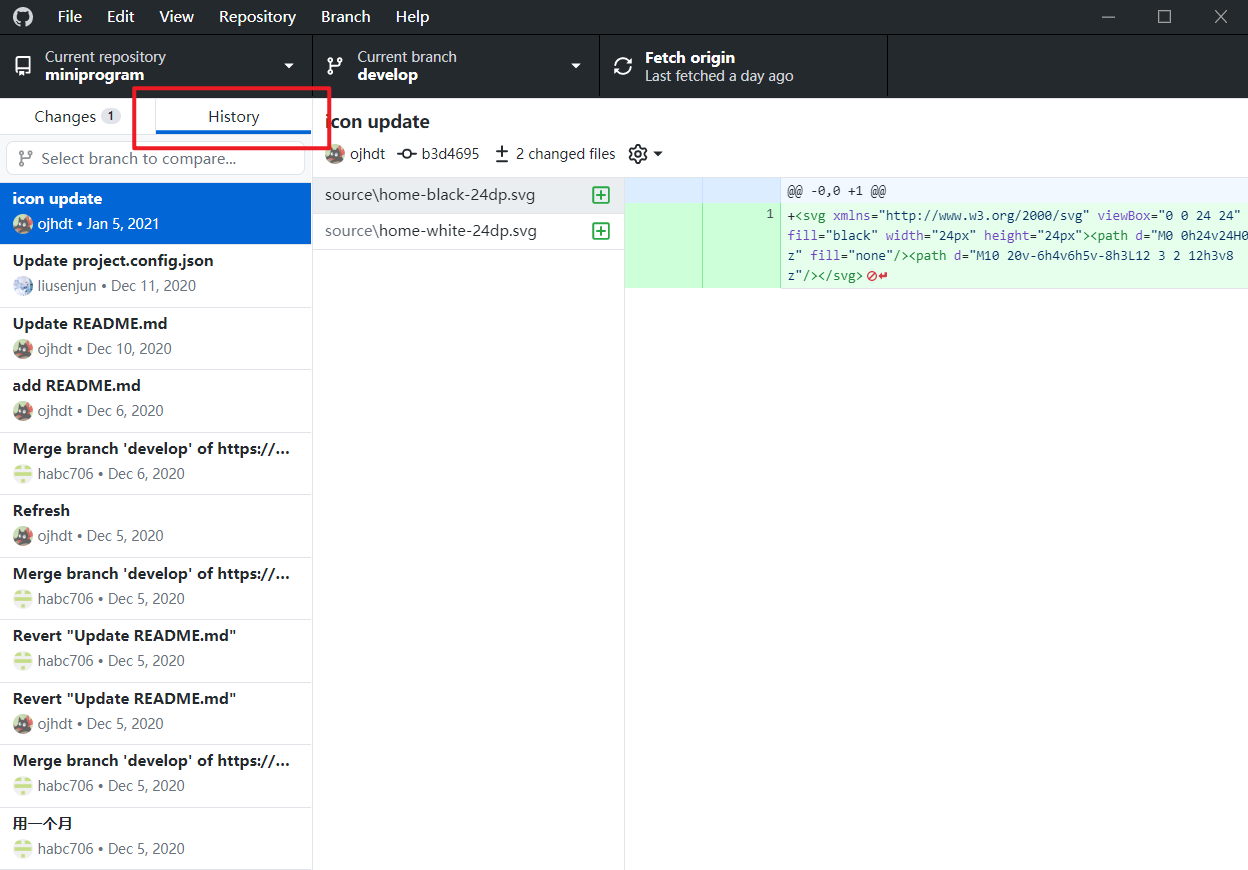 File Edit View Repository Branch Help
Current repository
miniprogram
Current branch
develop
Fetch origin
Last fetched a day ago
Changes 1
History
Select branch to compare...
icon update
ojhdt • Jan 5, 2021
Update project.config.json
liusenjun • Dec 11, 2020
Update README.md
ojhdt • Dec 10, 2020
add README.md
ojhdt • Dec 6, 2020
Merge branch 'develop' of https://...
habc706 • Dec 6, 2020
Refresh
ojhdt • Dec 5, 2020
Merge branch 'develop' of https://...
habc706 • Dec 5, 2020
Revert "Update README.md"
habc706 • Dec 5, 2020
Revert "Update README.md"
ojhdt • Dec 5, 2020
Merge branch 'develop' of https://...
habc706 • Dec 5, 2020
用一个月
habc706 • Dec 5, 2020
icon update
ojhdt b3d4695 2 changed files
source\home-black-24dp.svg
source\home-white-24dp.svg
@@ -0,0 +1 @@
1 +<svg xmlns="http://www.w3.org/2000/svg" viewBox="0 0 24 24"
fill="black" width="24px" height="24px"><path d="M0 0h24v24H0
z" fill="none"/><path d="M10 20v-6h4v6h5v-8h3L12 3 2 12h3v8
z"/></svg>